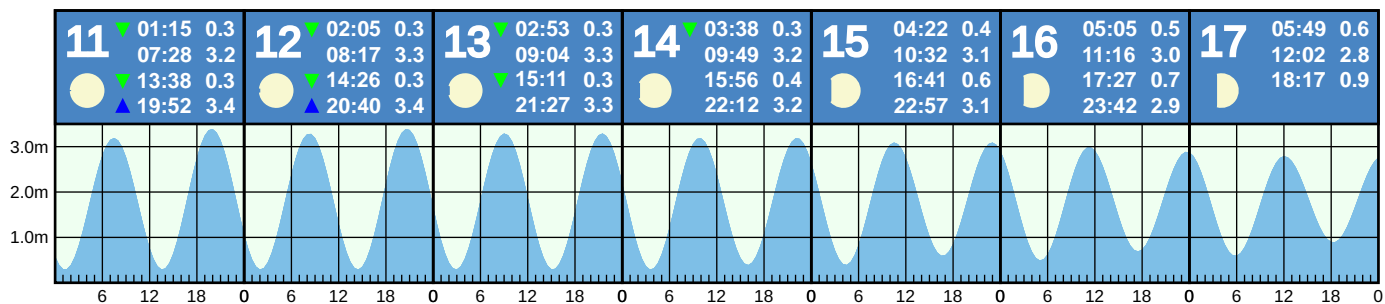 11 ▼ 01:15 0.3
07:28 3.2
▼ 13:38 0.3
▲ 19:52 3.4
12 ▼ 02:05 0.3
08:17 3.3
▼ 14:26 0.3
▲ 20:40 3.4
13 ▼ 02:53 0.3
09:04 3.3
▼ 15:11 0.3
21:27 3.3
14 ▼ 03:38 0.3
09:49 3.2
15:56 0.4
22:12 3.2
15 04:22 0.4
10:32 3.1
16:41 0.6
22:57 3.1
16 05:05 0.5
11:16 3.0
17:27 0.7
23:42 2.9
17 05:49 0.6
12:02 2.8
18:17 0.9
3.0m
2.0m
1.0m
6 12 18 0 6 12 18 0 6 12 18 0 6 12 18 0 6 12 18 0 6 12 18 0 6 12 18 0